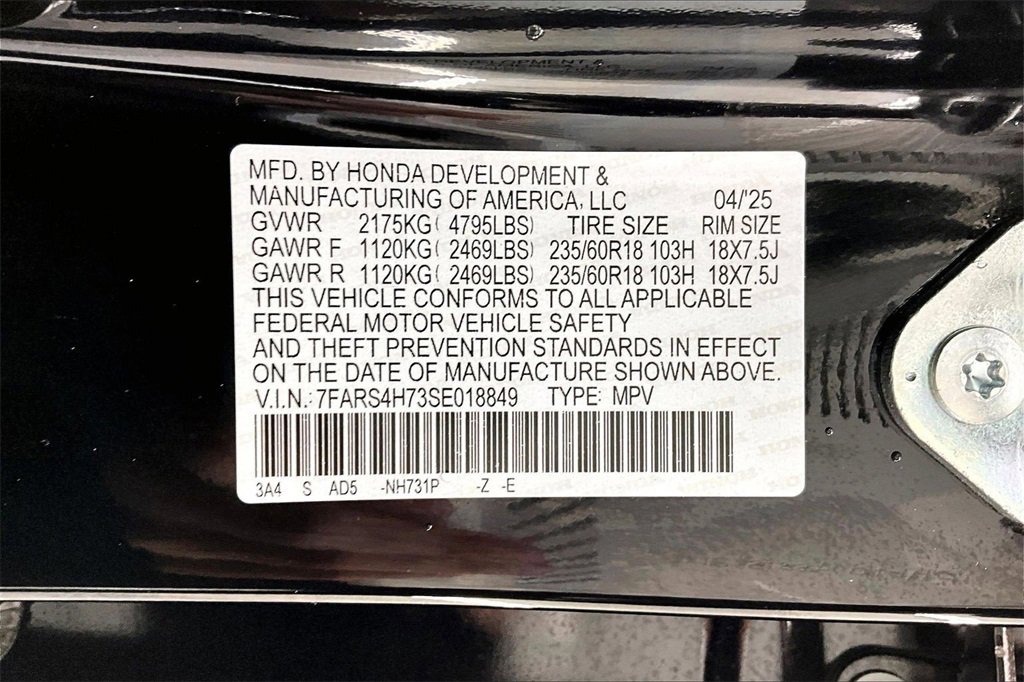 MFD. BY HONDA DEVELOPMENT &
MANUFACTURING OF AMERICA, LLC 04/'25
GVWR 2175KG( 4795LBS) TIRE SIZE RIM SIZE
GAWR F 1120KG( 2469LBS) 235/60R18 103H 18X7.5J
GAWR R 1120KG( 2469LBS) 235/60R18 103H 18X7.5J
THIS VEHICLE CONFORMS TO ALL APPLICABLE
FEDERAL MOTOR VEHICLE SAFETY
AND THEFT PREVENTION STANDARDS IN EFFECT
ON THE DATE OF MANUFACTURE SHOWN ABOVE.
V.I.N.: 7FARS4H73SE018849 TYPE: MPV
3A4 S AD5 -NH731P -Z -E